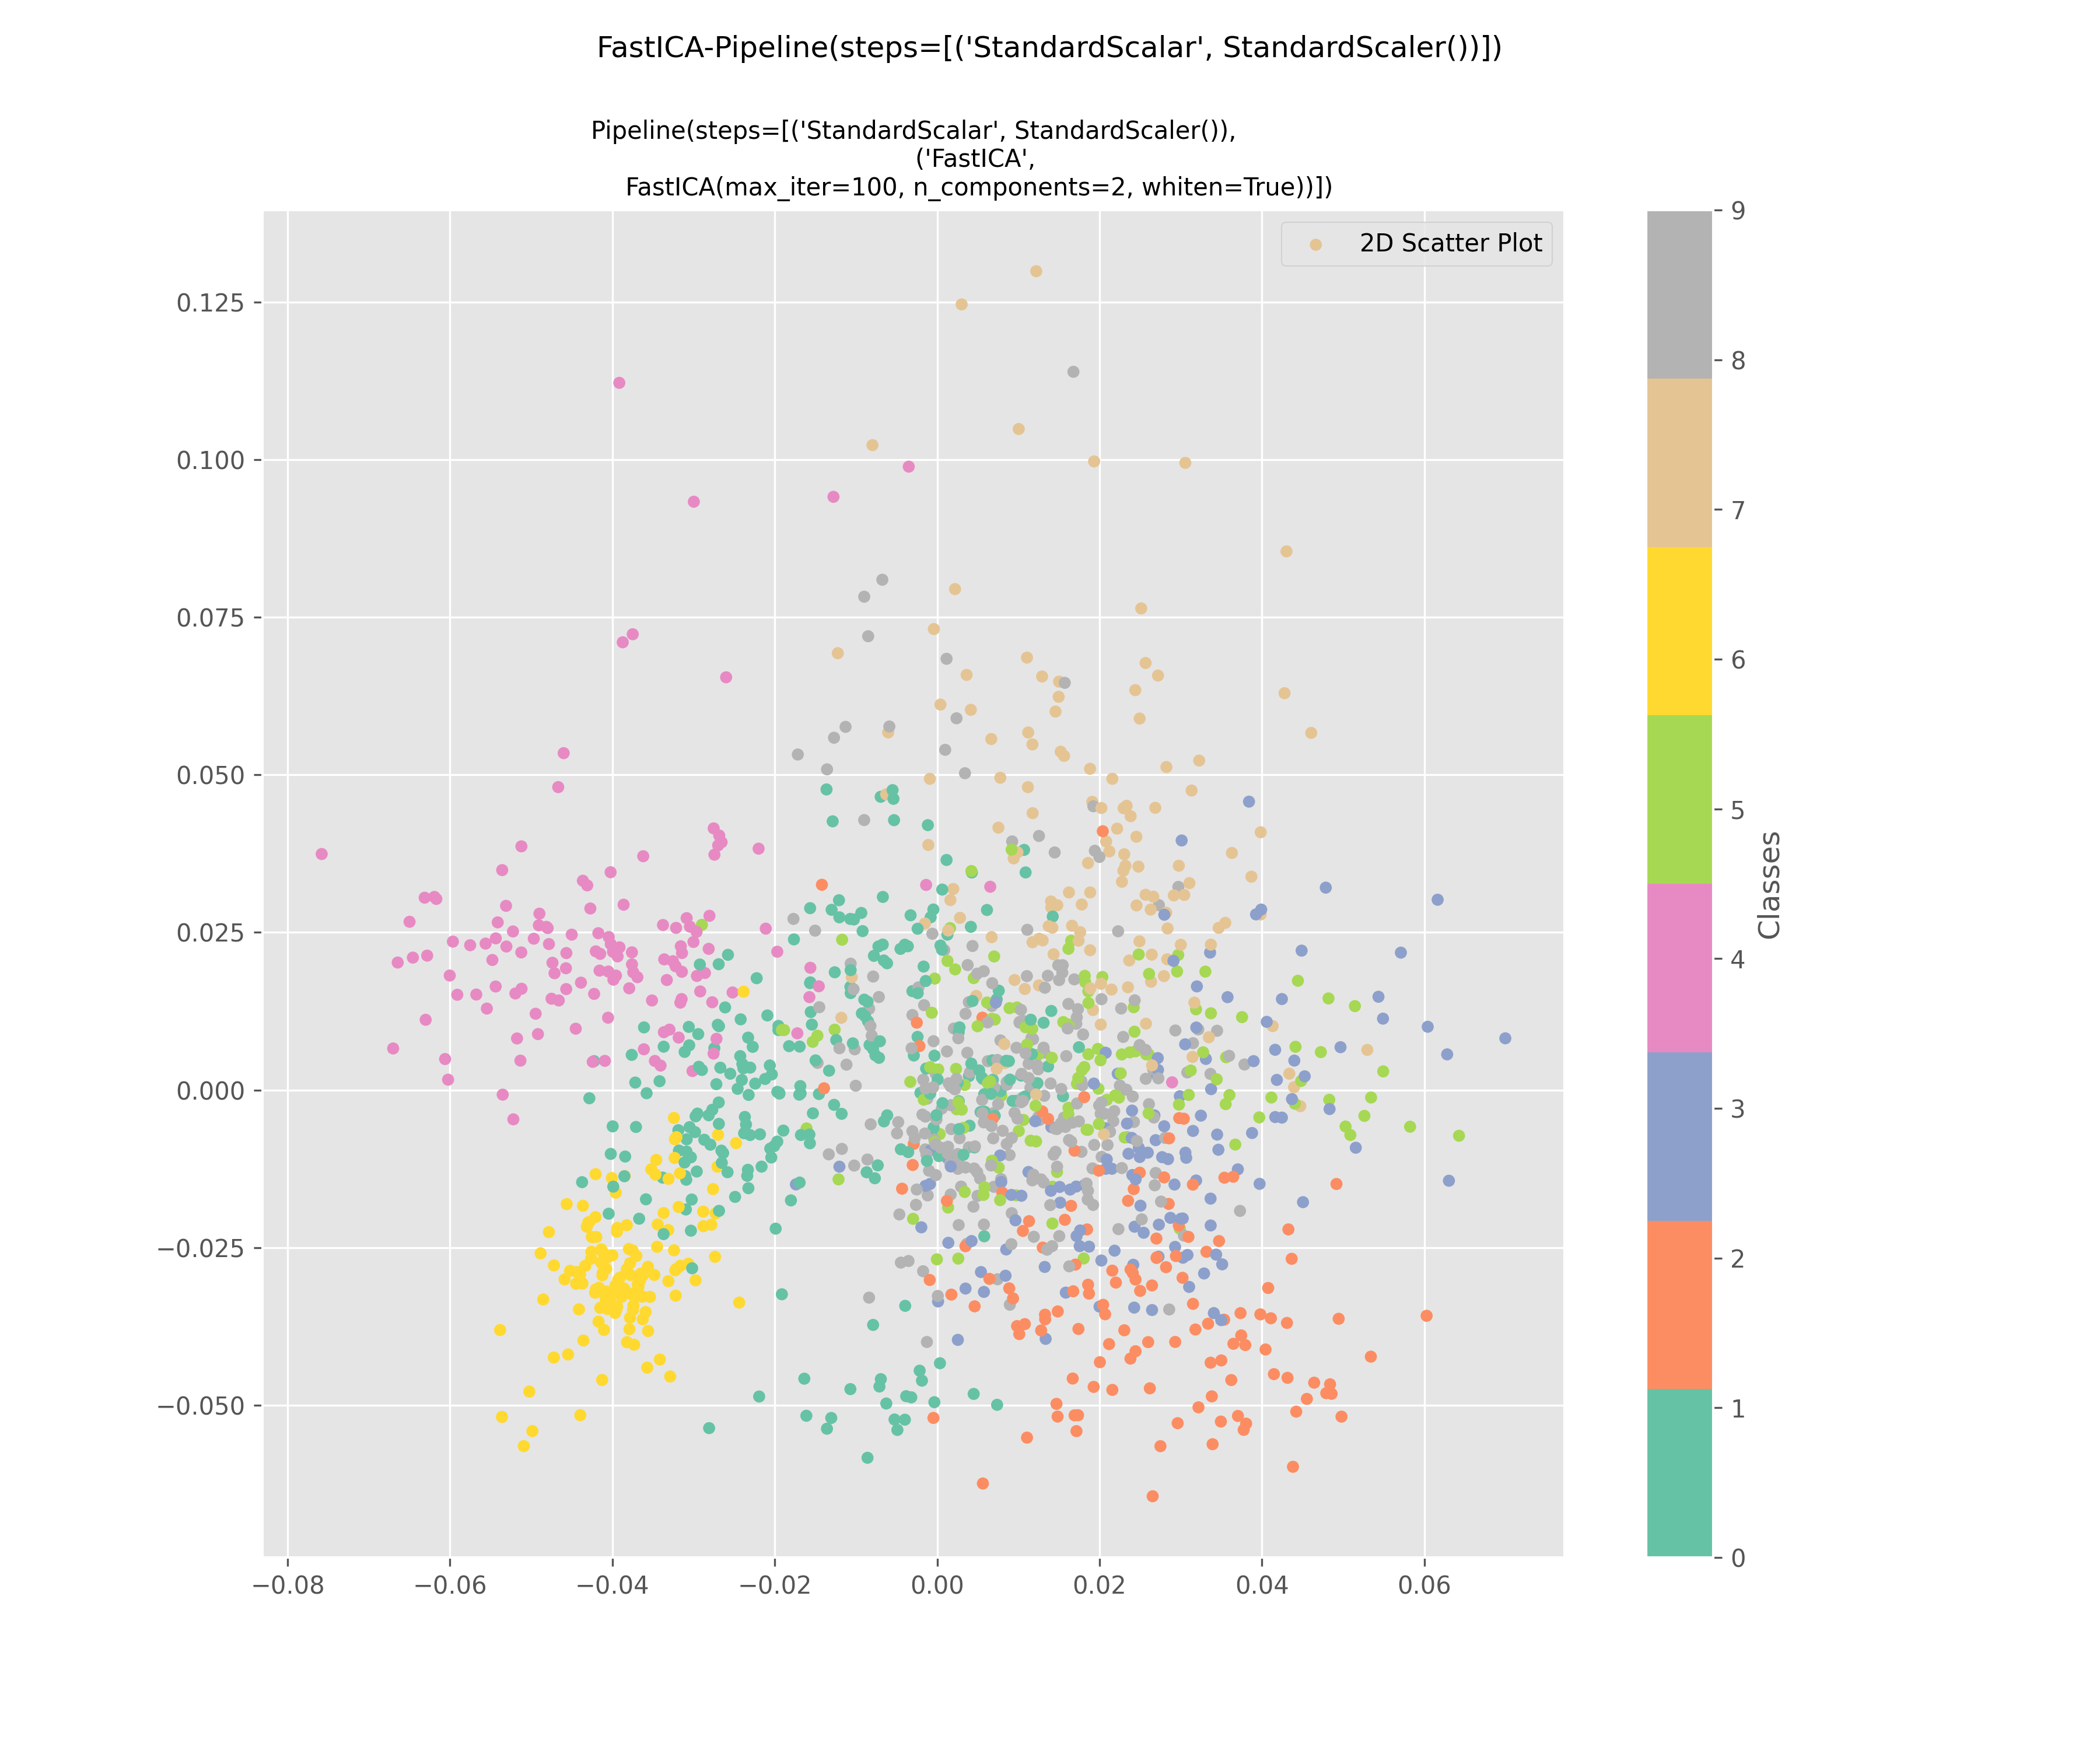 FastICA-Pipeline(steps=[('StandardScalar', StandardScaler())])
Pipeline(steps=[('StandardScalar', StandardScaler()),
('FastICA',
FastICA(max_iter=100, n_components=2, whiten=True))])
2D Scatter Plot
0.125
0.100
0.075
0.050
0.025
0.000
−0.025
−0.050
−0.08 −0.06 −0.04 −0.02 0.00 0.02 0.04 0.06
9
8
7
6
5
4
3
2
1
0
Classes